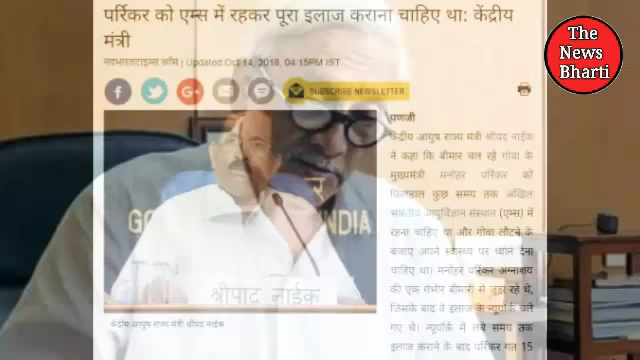 पर्रिकर को एम्स में रहकर पूरा इलाज कराना चाहिए था: केंद्रीय
मंत्री
नवभारतटाइम्स कॉम | Updated Oct 14, 2018, 04:15PM IST
SUBSCRIBE NEWSLETTER
The
News
Bharti
पणजी
केंद्रीय आयुष राज्य मंत्री श्रीपद नाईक
ने कहा कि बीमार चल रहे गोवा के
मुख्यमंत्री मनोहर पर्रिकर को
फिलहाल कुछ समय तक अखिल
भारतीय आयुर्विज्ञान संस्थान (एम्स) में
रहना चाहिए था और गोवा लौटने के
बजाए अपने स्वास्थ्य पर ध्यान देना
चाहिए था। मनोहर पर्रिकर अग्नाशय
की एक गंभीर बीमारी से जूझ रहे थे,
जिसके बाद वे इलाज के न्यूयॉर्क चले
गए थे। न्यूयॉर्क में लंबे समय तक
इलाज कराने के बाद पर्रिकर गत 15
INDIA
श्रीपाद नाईक
केंद्रीय आयुष राज्य मंत्री श्रीपद नाईक